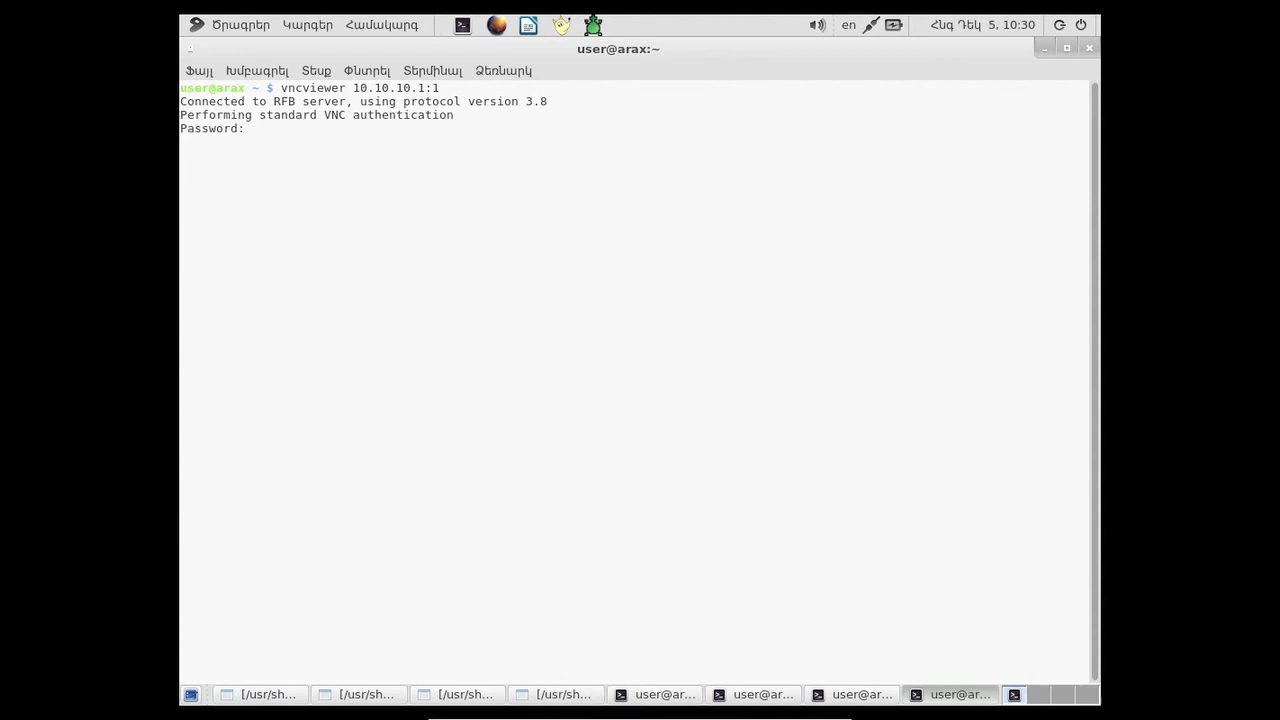 Ծրագրեր Կարգեր Համակարգ en Հնգ Դեկ 5, 10:30
user@arax:~
Ֆայլ Խմբագրել Տեսք Փնտրել Տերմինալ Ձեռնարկ
user@arax ~ $ vncviewer 10.10.10.1:1
Connected to RFB server, using protocol version 3.8
Performing standard VNC authentication
Password:
[/usr/sh... [/usr/sh... [/usr/sh... [/usr/sh... user@ar... user@ar... user@ar... user@ar...